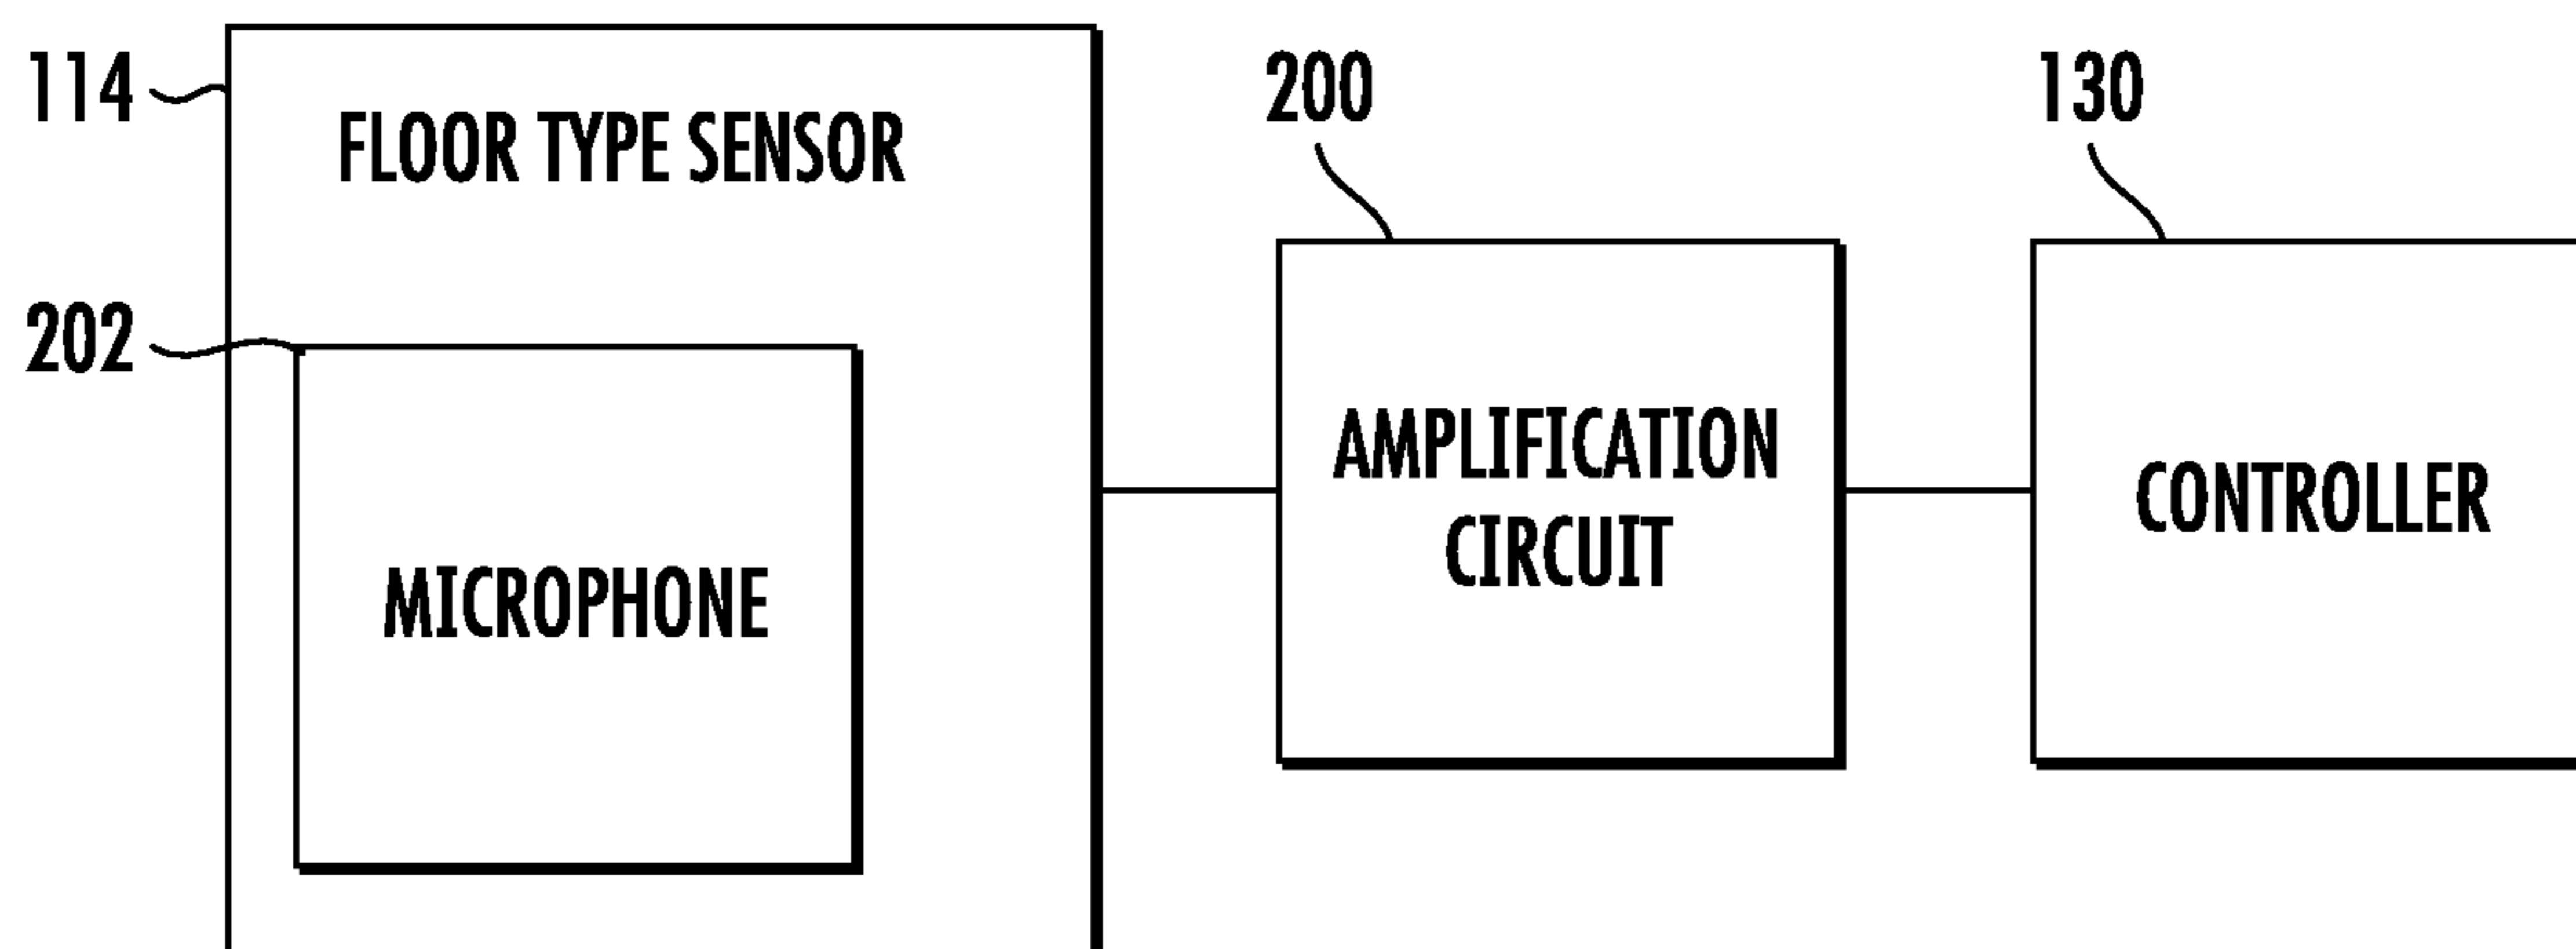 114
FLOOR TYPE SENSOR
202
MICROPHONE
200
AMPLIFICATION
CIRCUIT
130
CONTROLLER